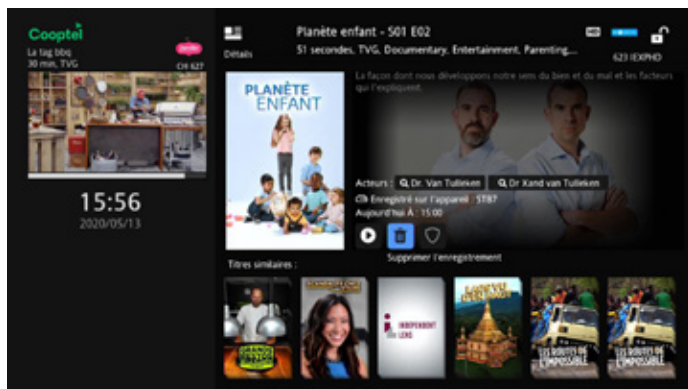 Cooptel
La tag bbq
30 min, TVG
CH 627
15:56
2020/05/13
Détails
Planète enfant - S01 E02
51 secondes, TVG, Documentary, Entertainment, Parenting,...
HD
623 IEXPHD
La façon dont nous développons notre sens du bien et du mal et les facteurs
qui l'expliquent.
PLANÈTE
ENFANT
Acteurs : Dr. Van Tulleken Dr Xand van Tulleken
Enregistré sur l'appareil : STB7
Aujourd'hui À : 15:00
Supprimer l'enregistrement
Titres similaires :
INDEPENDENT
LENS
LES ROUTES DE
L'IMPOSSIBLE
LES ROUTES DE
L'IMPOSSIBLE